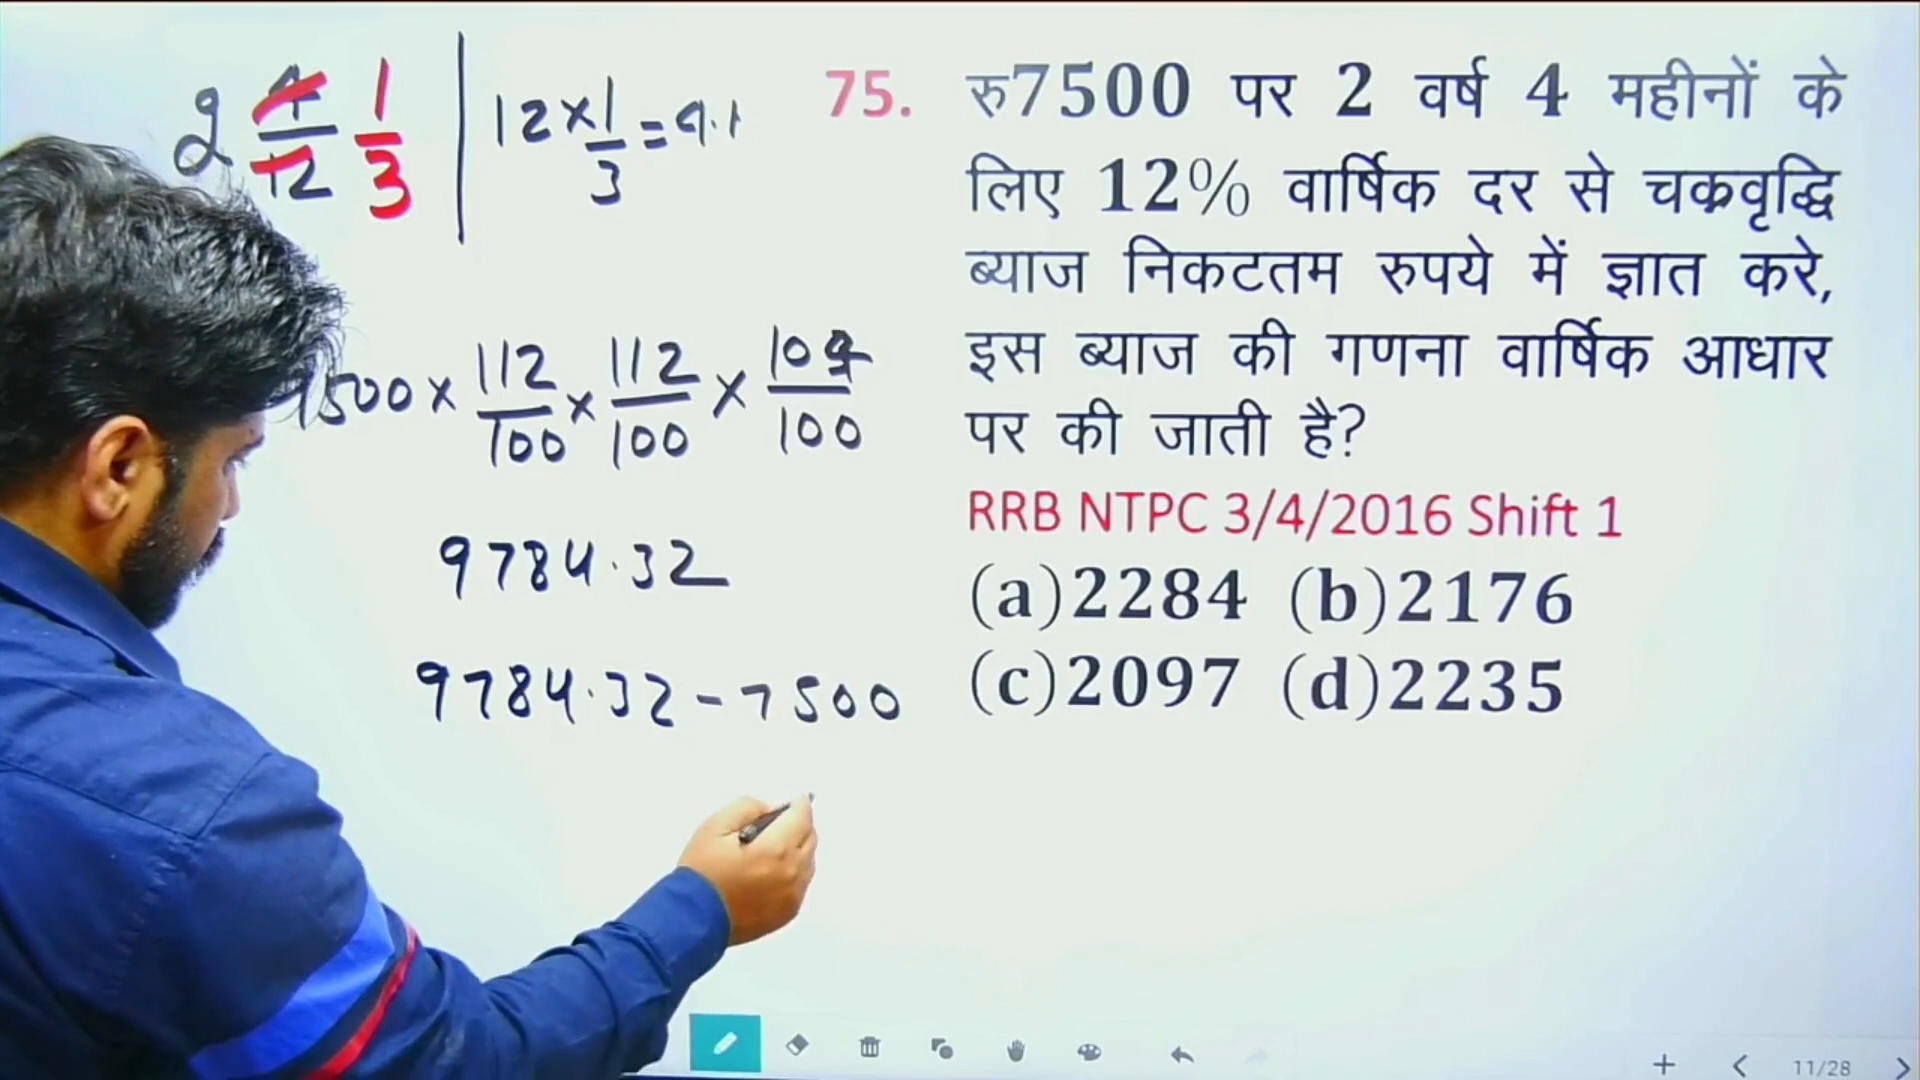 2 4/12 1/3
12×1/3=4.1
75. रु7500 पर 2 वर्ष 4 महीनों के
लिए 12% वार्षिक दर से चक्रवृद्धि
ब्याज निकटतम रुपये में ज्ञात करे,
इस ब्याज की गणना वार्षिक आधार
पर की जाती है?
RRB NTPC 3/4/2016 Shift 1
(a)2284 (b)2176
(c)2097 (d)2235
7500×112/100×112/100×104/100
9784.32
9784.32-7500
11/28